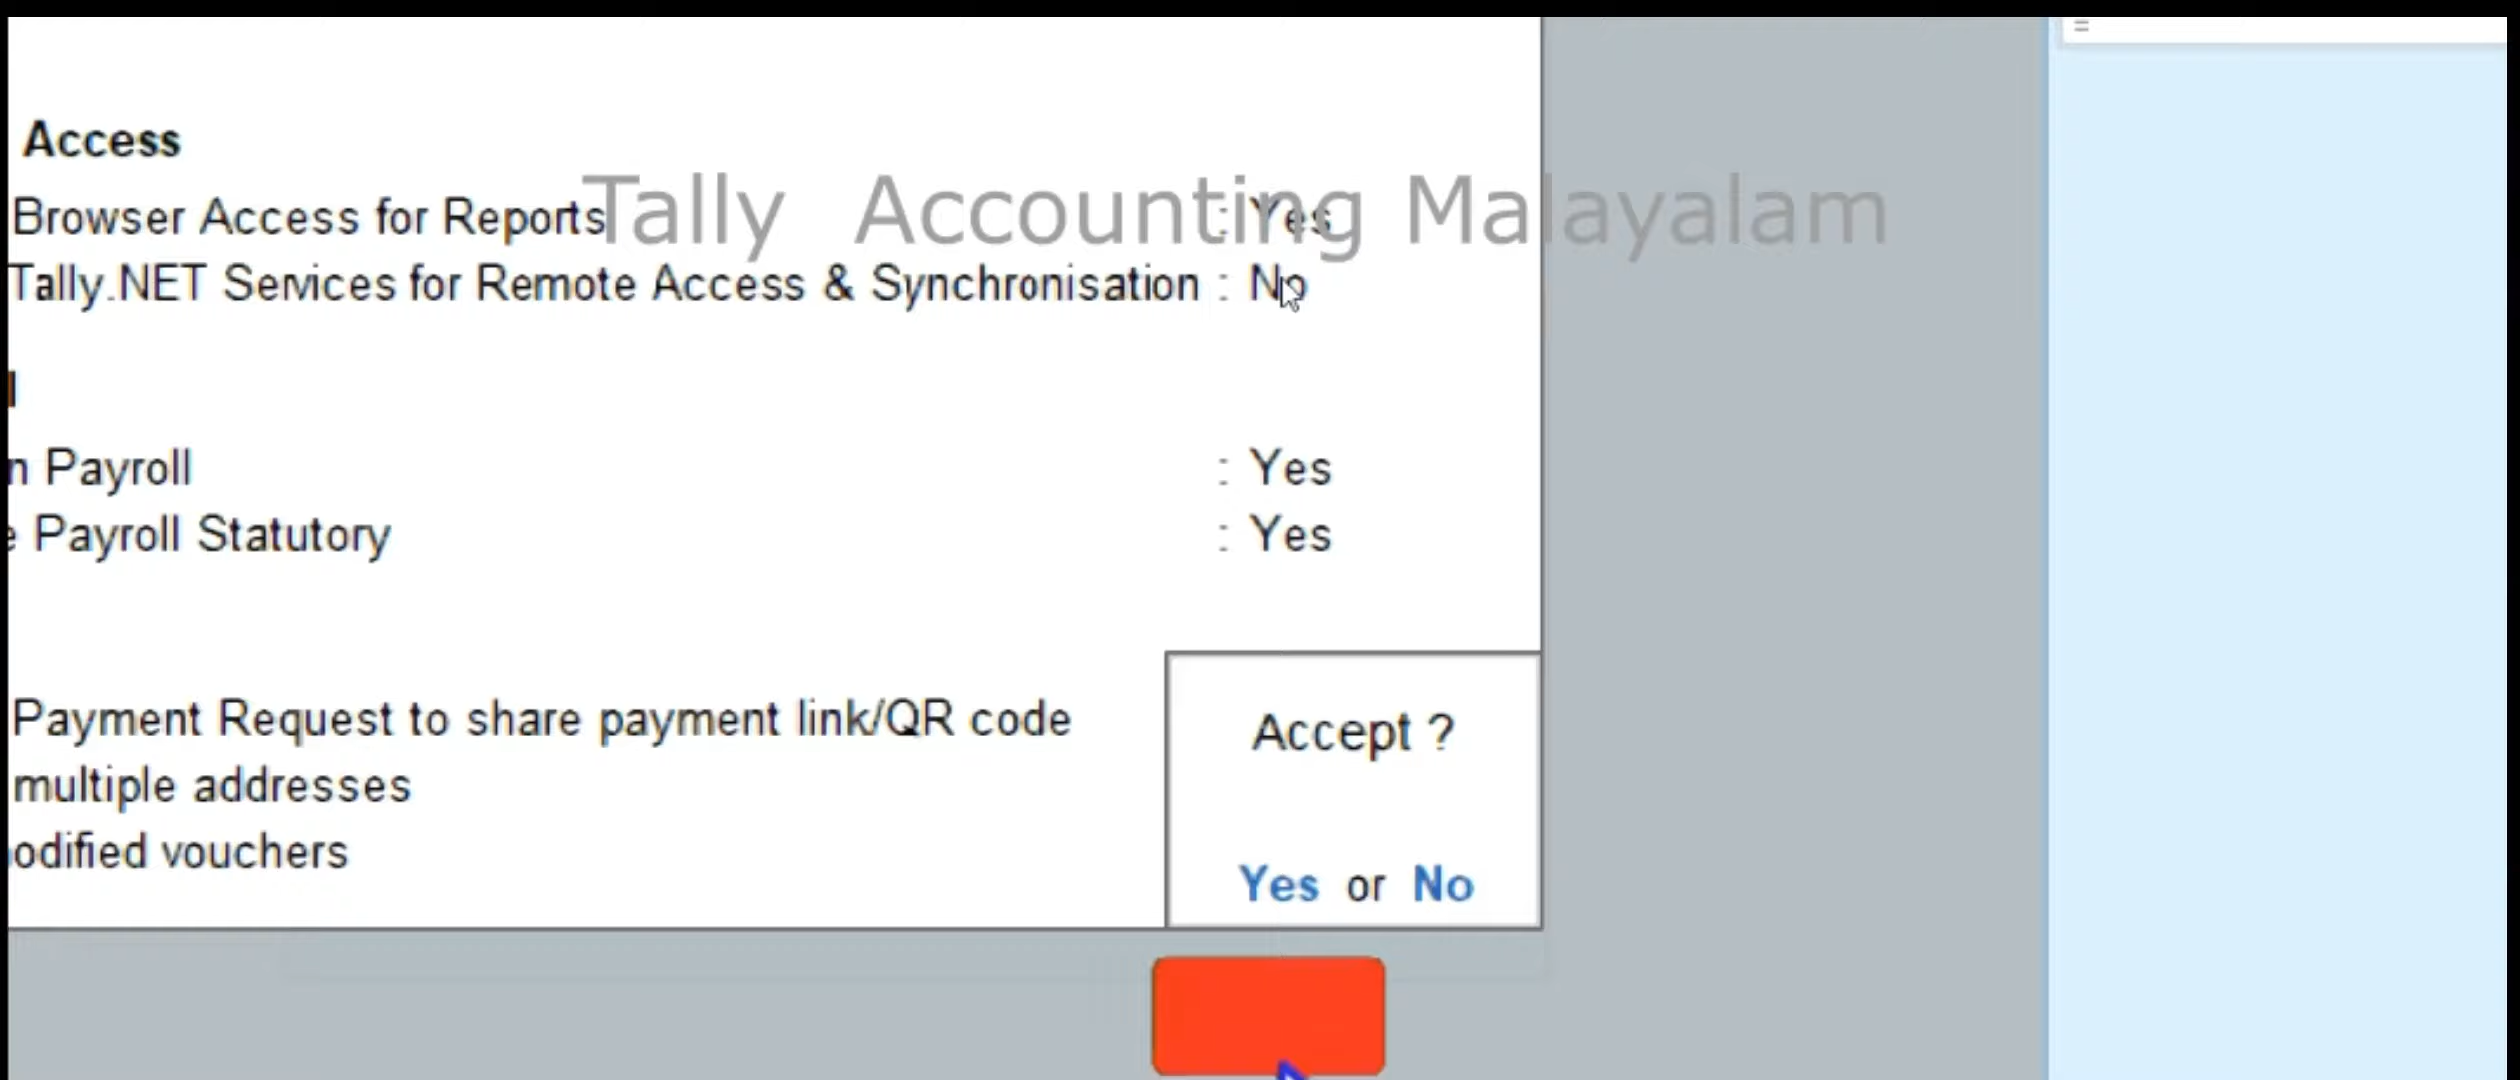 Access
Tally Accounting Malayalam
Browser Access for Reports : Yes
Tally.NET Services for Remote Access & Synchronisation : No
Payroll : Yes
Payroll Statutory : Yes
Payment Request to share payment link/QR code
multiple addresses
odified vouchers
Accept ?
Yes or No